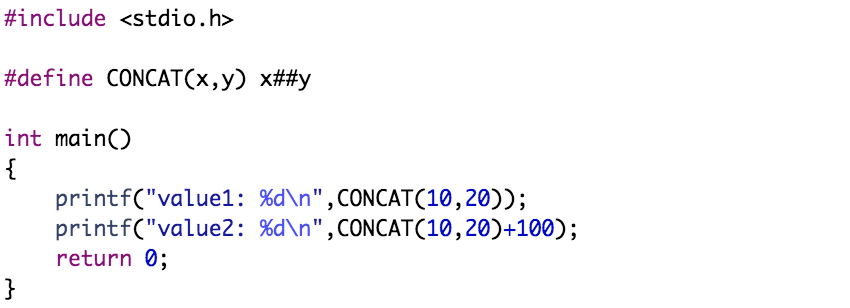 #include <stdio.h>
#define CONCAT(x,y) x##y
int main()
{
    printf("value1: %d\n",CONCAT(10,20));
    printf("value2: %d\n",CONCAT(10,20)+100);
    return 0;
}